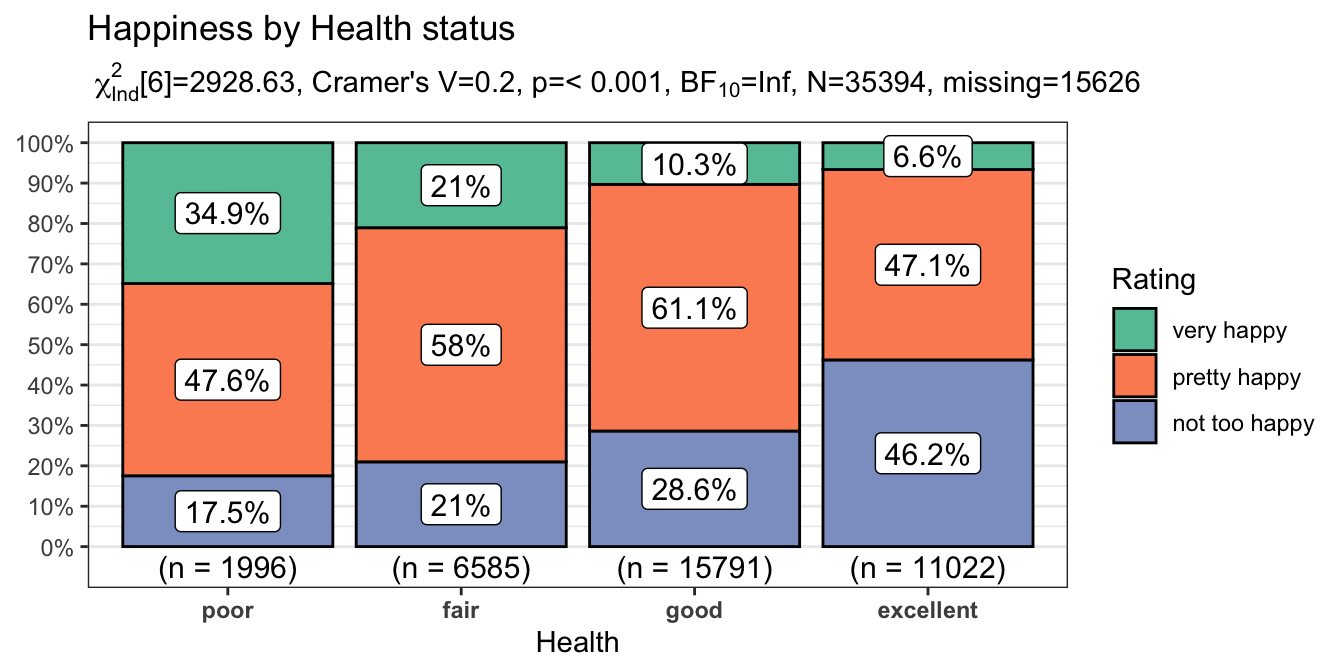 Happiness by Health status
χ²Ind[6]=2928.63, Cramer's V=0.2, p=< 0.001, BF₁₀=Inf, N=35394, missing=15626
100%
90%
80%
70%
60%
50%
40%
30%
20%
10%
0%
34.9%
47.6%
17.5%
(n = 1996)
21%
58%
21%
(n = 6585)
10.3%
61.1%
28.6%
(n = 15791)
6.6%
47.1%
46.2%
(n = 11022)
poor
fair
good
excellent
Health
Rating
very happy
pretty happy
not too happy